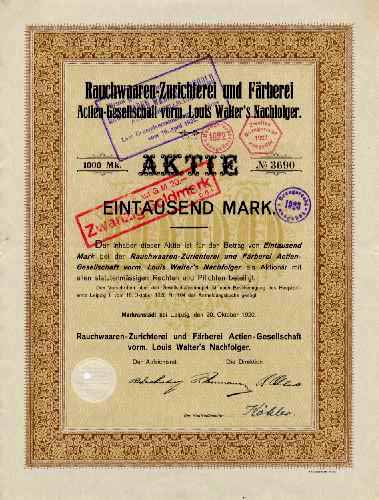 Rauchwaaren-Zurichterei und Färberei
Actien-Gesellschaft vorm. Louis Walter's Nachfolger.
1000 Mk.
AKTIE
№ 3690
Zwanzig Goldmark
EINTAUSEND MARK.
Der Inhaber dieser Aktie ist für den Betrag von Eintausend
Mark bei der Rauchwaaren-Zurichterei und Färberei Actien-
Gesellschaft vorm. Louis Walter's Nachfolger als Aktionär mit
allen statutenmässigen Rechten und Pflichten beteiligt.
Markranstädt bei Leipzig, den 20. Oktober 1920.
Rauchwaaren-Zurichterei und Färberei Actien-Gesellschaft
vorm. Louis Walter's Nachfolger.
Der Aufsichtsrat. Die Direktion.
Köhler